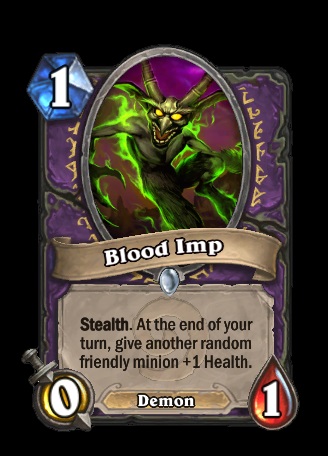 1
Blood Imp
Stealth. At the end of your
turn, give another random
friendly minion +1 Health.
0
Demon
1